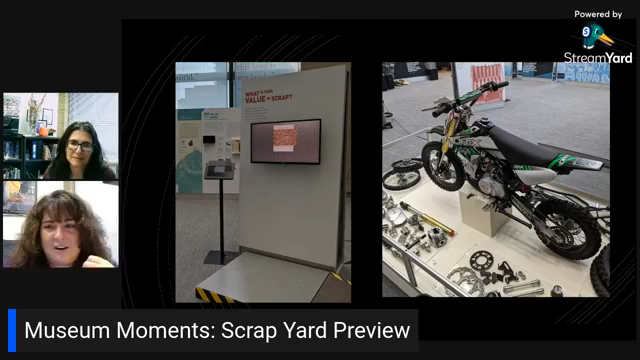 Powered by
StreamYard
WHAT IS YOUR
VALUE IN SCRAP?
Museum Moments: Scrap Yard Preview